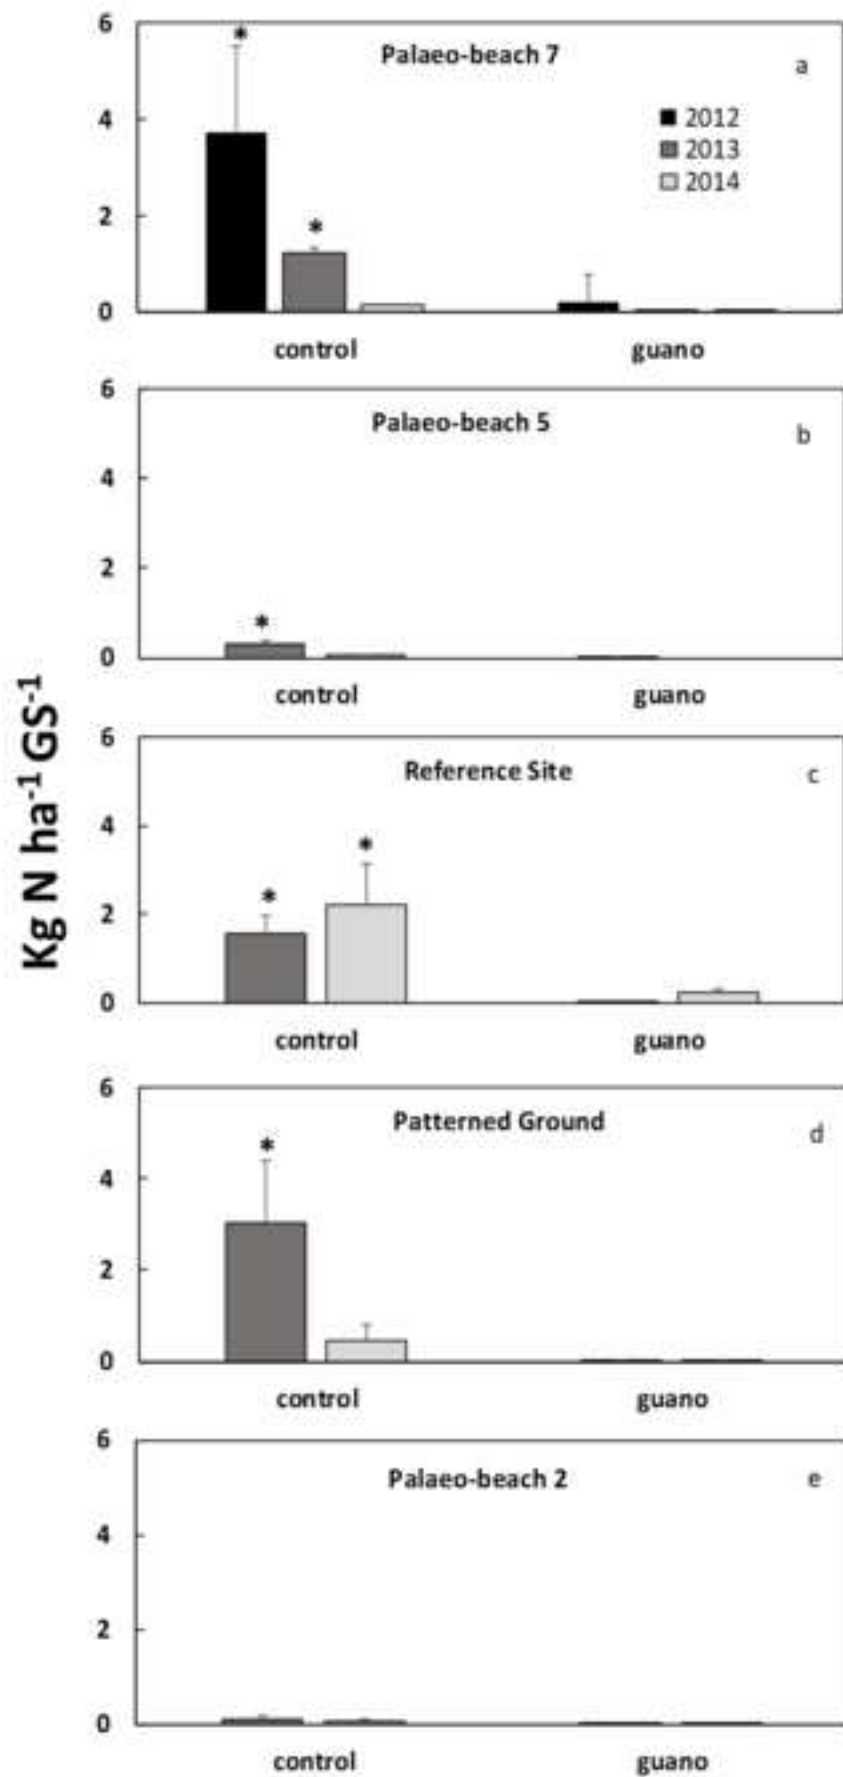 Kg N ha⁻¹ GS⁻¹
6
4
2
0
Palaeo-beach 7
a
2012
2013
2014
*
*
control
guano
6
4
2
0
Palaeo-beach 5
b
*
control
guano
6
4
2
0
Reference Site
c
*
*
control
guano
6
4
2
0
Patterned Ground
d
*
control
guano
6
4
2
0
Palaeo-beach 2
e
control
guano